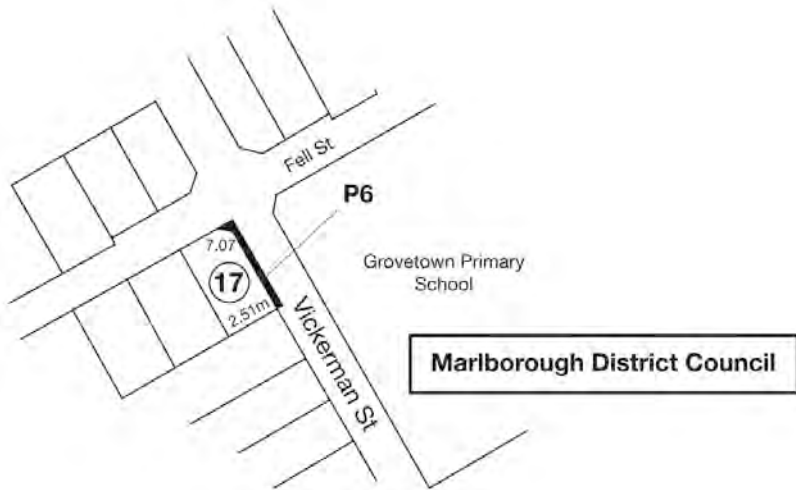 Fell St
P6
7.07
Grovetown Primary
School
17
2.51m
Vickerman St
Marlborough District Council